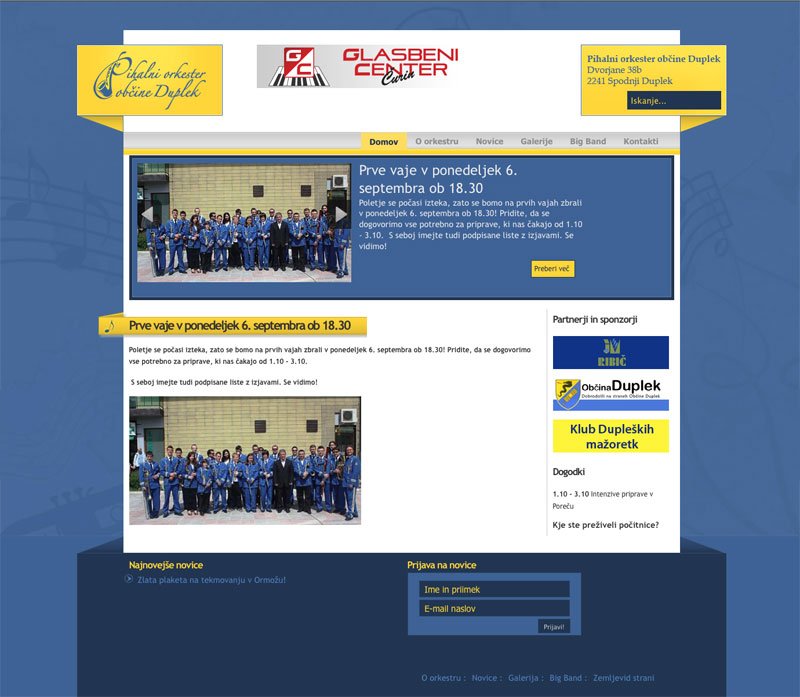 Pihalni orkester
občine Duplek
GC
GLASBENI
CENTER
Curin
Pihalni orkester občine Duplek
Dvorjane 38b
2241 Spodnji Duplek
Iskanje...
Domov O orkestru Novice Galerije Big Band Kontakti
Prve vaje v ponedeljek 6.
septembra ob 18.30
Poletje se počasi izteka, zato se bomo na prvih vajah zbrali
v ponedeljek 6. septembra ob 18.30! Pridite, da se
dogovorimo vse potrebno za priprave, ki nas čakajo od 1.10
- 3.10. S seboj imejte tudi podpisane liste z izjavami. Se
vidimo!
Preberi več
Prve vaje v ponedeljek 6. septembra ob 18.30
Poletje se počasi izteka, zato se bomo na prvih vajah zbrali v ponedeljek 6. septembra ob 18.30! Pridite, da se dogovorimo
vse potrebno za priprave, ki nas čakajo od 1.10 - 3.10.
S seboj imejte tudi podpisane liste z izjavami. Se vidimo!
Partnerji in sponzorji
RIBIČ
Občina Duplek
Dobrodošli na straneh Občine Duplek
Klub Dupleških
mažoretk
Dogodki
1.10 - 3.10 Intenzivne priprave v
Poreču
Kje ste preživeli počitnice?
Najnovejše novice
Zlata plaketa na tekmovanju v Ormožu!
Prijava na novice
Ime in priimek
E-mail naslov
Prijavi!
O orkestru : Novice : Galerija : Big Band : Zemljevid strani